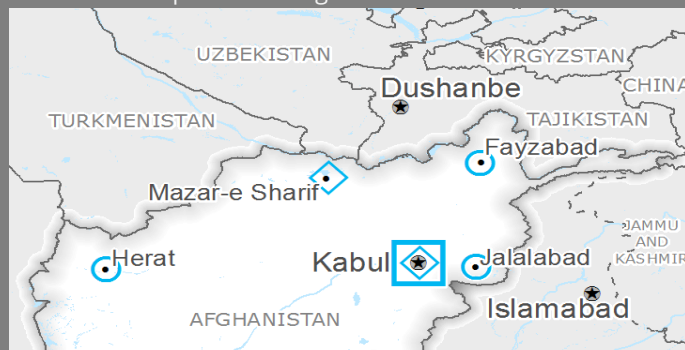 UZBEKISTAN
KYRGYZSTAN
Dushanbe
CHINA
TURKMENISTAN
TAJIKISTAN
Fayzabad
Mazar-e Sharif
JAMMU
AND
KASHMIR
Herat
Kabul
Jalalabad
Islamabad
AFGHANISTAN